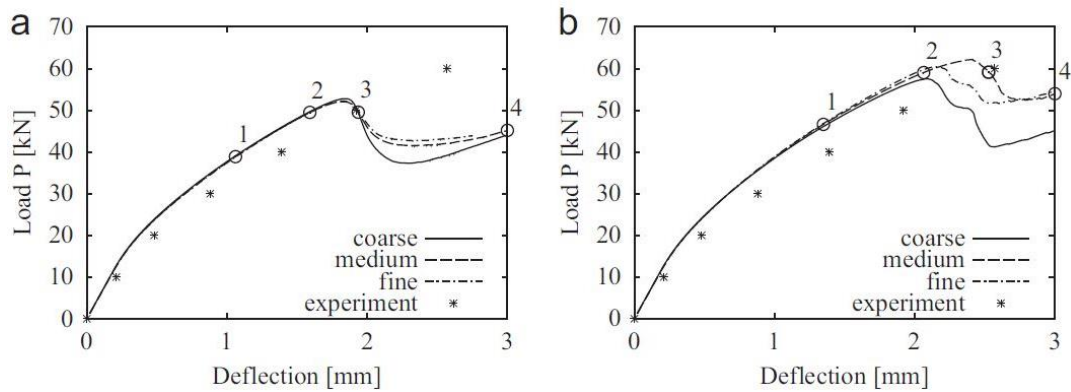 a
Load P [kN]
70
60
50
40
30
20
10
0
1
2
3
4
coarse
medium
fine
experiment
0
1
2
3
Deflection [mm]
b
Load P [kN]
70
60
50
40
30
20
10
0
1
2
3
4
coarse
medium
fine
experiment
0
1
2
3
Deflection [mm]